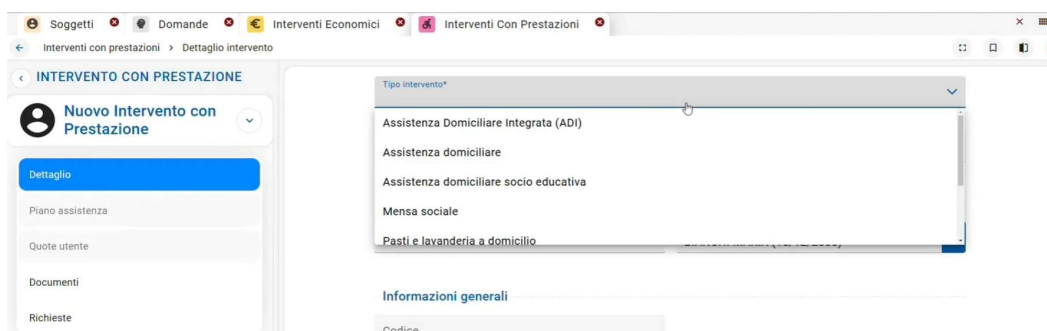 Soggetti Domande Interventi Economici Interventi Con Prestazioni
Interventi con prestazioni > Dettaglio intervento
INTERVENTO CON PRESTAZIONE
Tipo intervento*
Nuovo Intervento con
Prestazione
Assistenza Domiciliare Integrata (ADI)
Assistenza domiciliare
Dettaglio
Assistenza domiciliare socio educativa
Piano assistenza
Mensa sociale
Pasti e lavanderia a domicilio
Quote utente
Documenti
Informazioni generali
Richieste
Codice